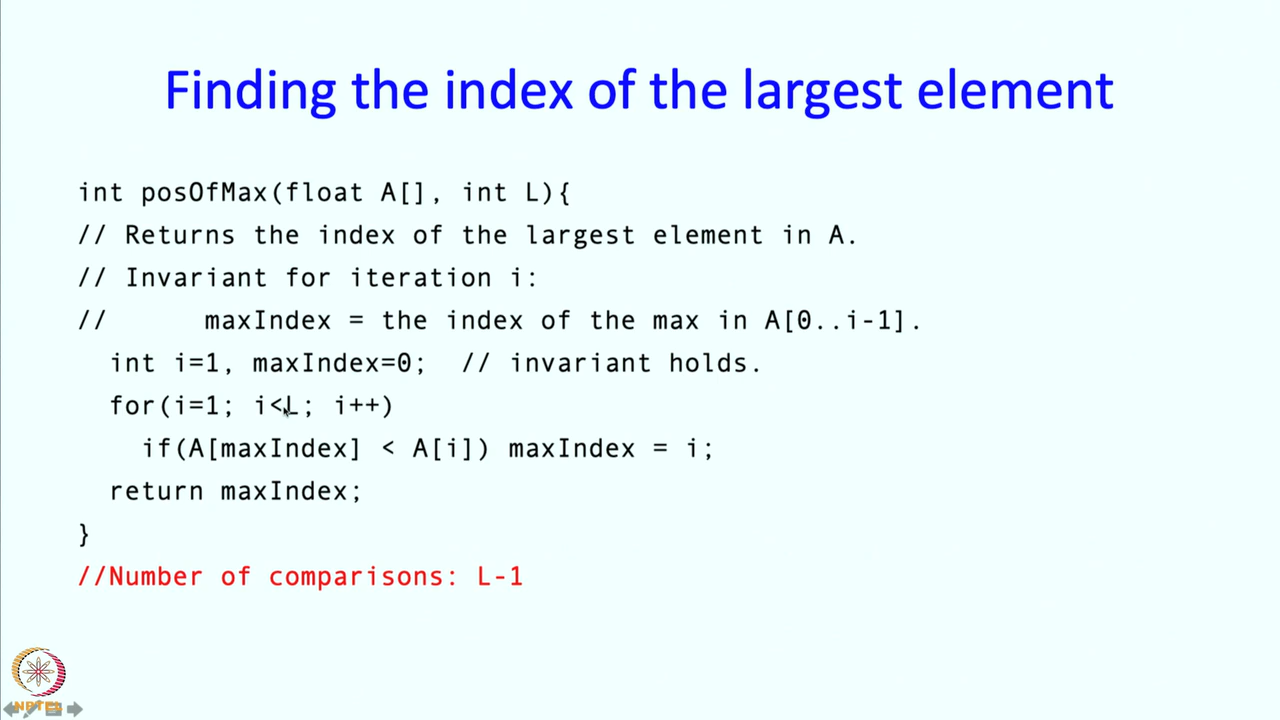 Finding the index of the largest element
int posOfMax(float A[], int L){
// Returns the index of the largest element in A.
// Invariant for iteration i:
//      maxIndex = the index of the max in A[0..i-1].
  int i=1, maxIndex=0;  // invariant holds.
  for(i=1; i<L; i++)
    if(A[maxIndex] < A[i]) maxIndex = i;
  return maxIndex;
}
//Number of comparisons: L-1
NPTEL